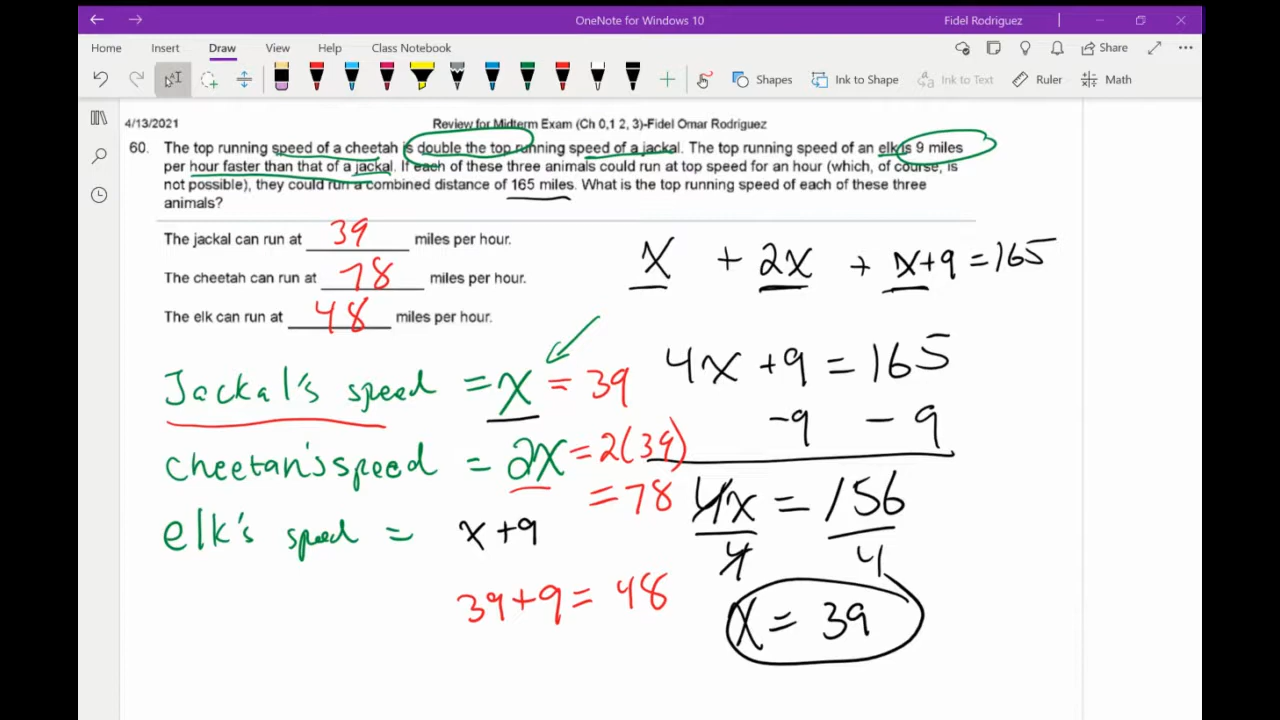 OneNote for Windows 10
Fidel Rodriguez
Home Insert Draw View Help Class Notebook
Share
Shapes Ink to Shape Ink to Text Ruler Math
4/13/2021 Review for Midterm Exam (Ch 0,1 2, 3)-Fidel Omar Rodriguez
60. The top running speed of a cheetah is double the top running speed of a jackal. The top running speed of an elk is 9 miles
per hour faster than that of a jackal. If each of these three animals could run at top speed for an hour (which, of course, is
not possible), they could run a combined distance of 165 miles. What is the top running speed of each of these three
animals?
The jackal can run at 39 miles per hour.
The cheetah can run at 78 miles per hour.
The elk can run at 48 miles per hour.
x + 2x + x+9 = 165
4x + 9 = 165
-9 - 9
4x = 156
4 4
x = 39
Jackal's speed = x = 39
cheetan's speed = 2x = 2(39)
= 78
elk's speed = x + 9
39 + 9 = 48